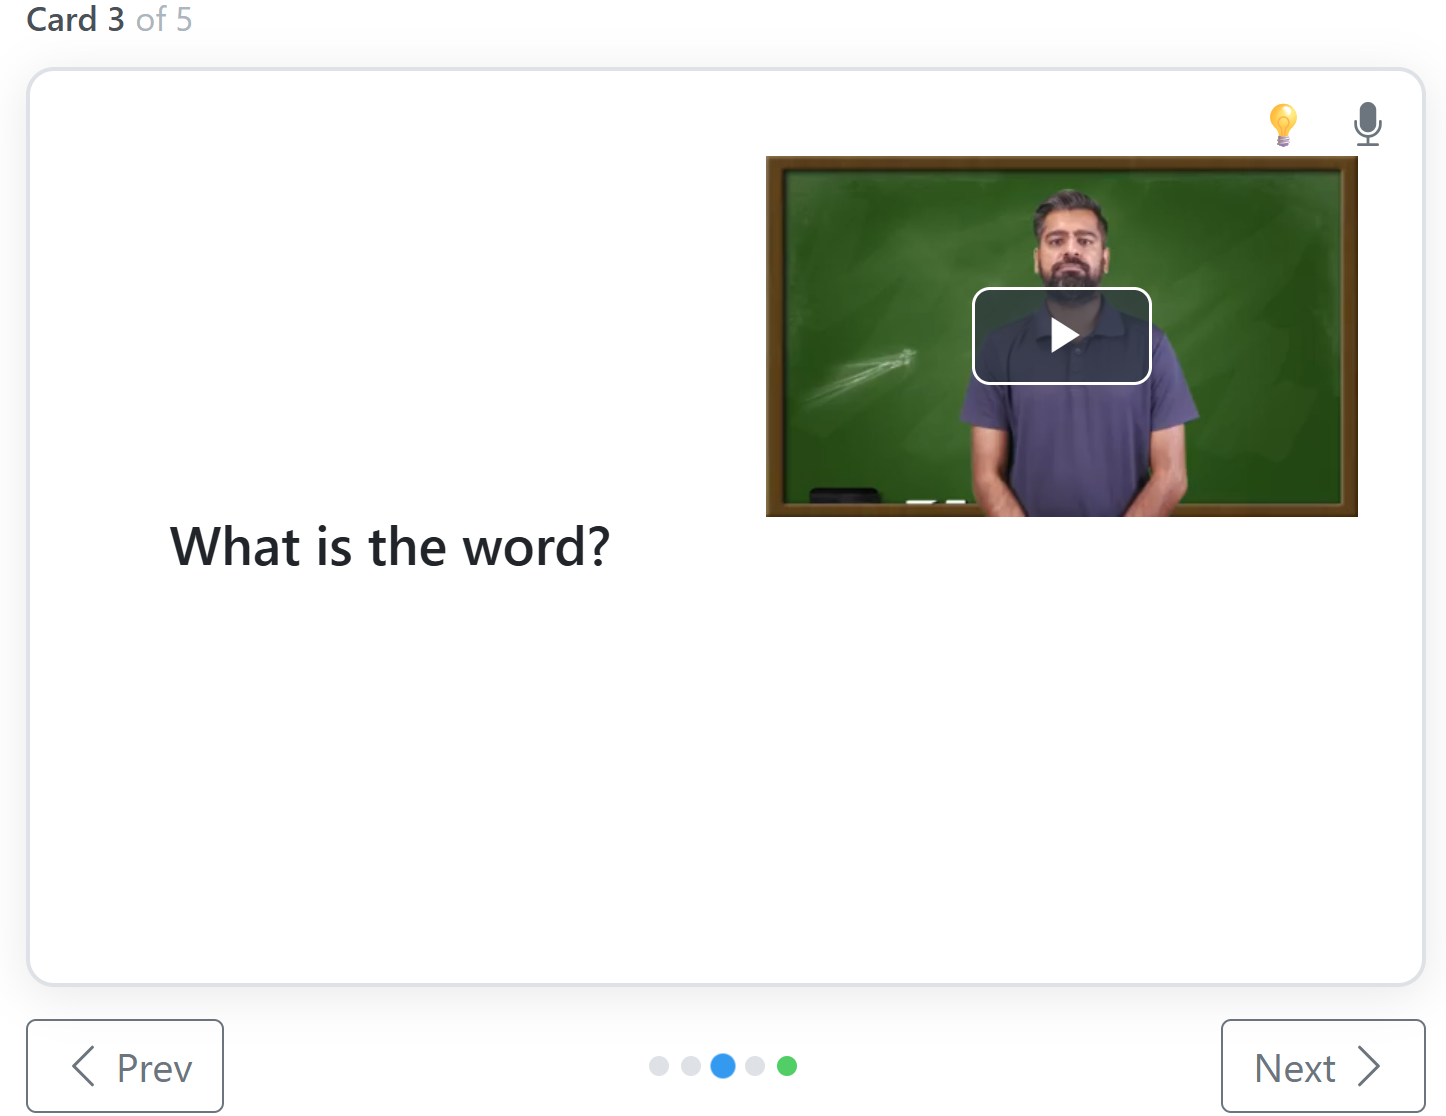 Card 3 of 5
What is the word?
Prev
Next